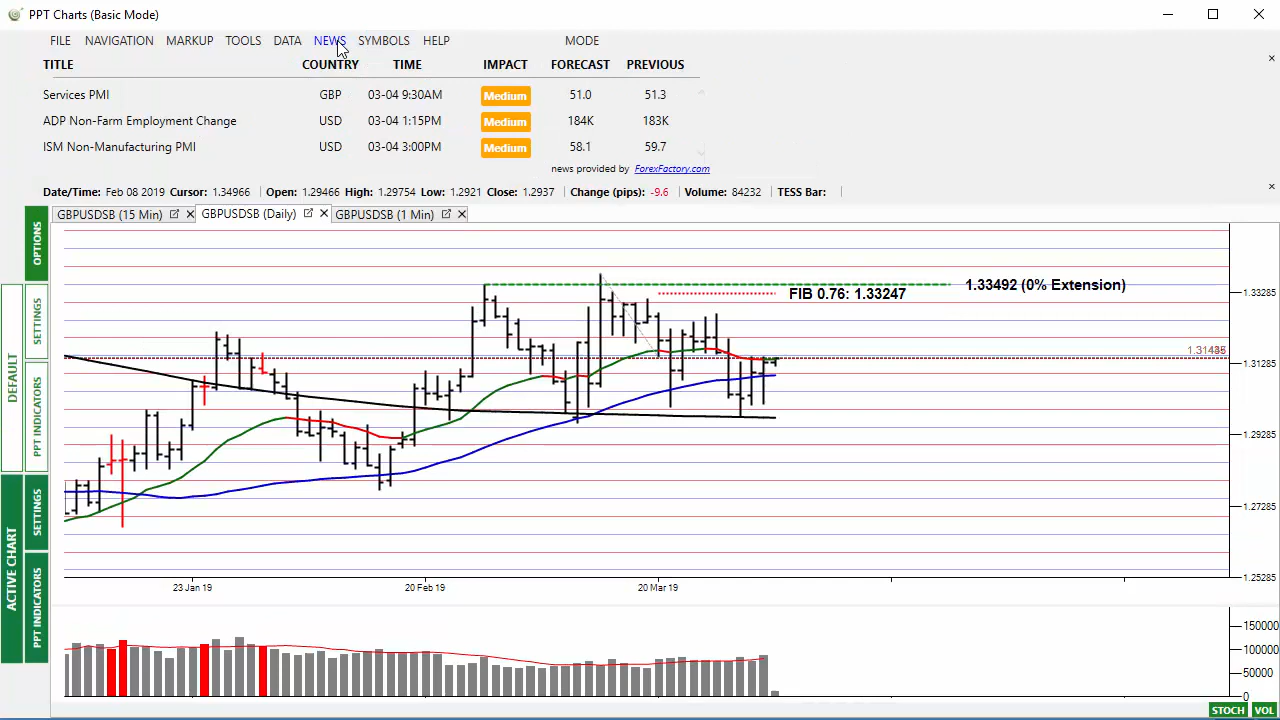 PPT Charts (Basic Mode)
FILE NAVIGATION MARKUP TOOLS DATA NEWS SYMBOLS HELP MODE
TITLE COUNTRY TIME IMPACT FORECAST PREVIOUS
Services PMI GBP 03-04 9:30AM Medium 51.0 51.3
ADP Non-Farm Employment Change USD 03-04 1:15PM Medium 184K 183K
ISM Non-Manufacturing PMI USD 03-04 3:00PM Medium 58.1 59.7
news provided by ForexFactory.com
Date/Time: Feb 08 2019 Cursor: 1.34966 Open: 1.29466 High: 1.29754 Low: 1.2921 Close: 1.2937 Change (pips): -9.6 Volume: 84232 TESS Bar:
GBPUSDSB (15 Min) GBPUSDSB (Daily) GBPUSDSB (1 Min)
OPTIONS
SETTINGS
DEFAULT
PPT INDICATORS
SETTINGS
ACTIVE CHART
PPT INDICATORS
1.33492 (0% Extension)
FIB 0.76: 1.33247
1.33285
1.31285
1.29285
1.27285
1.25285
23 Jan 19 20 Feb 19 20 Mar 19
150000
100000
50000
0
STOCH VOL